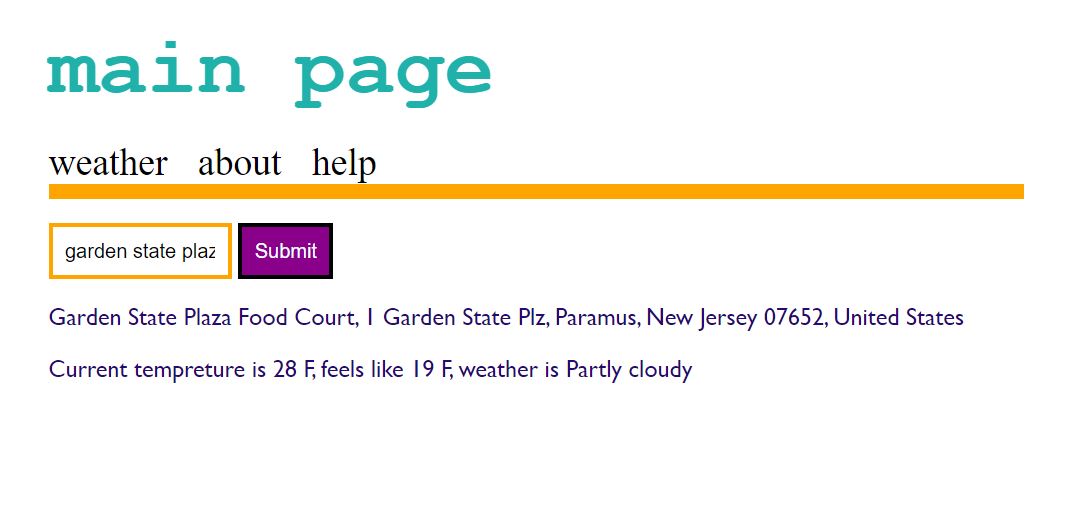 main page
weather about help
garden state plaz Submit
Garden State Plaza Food Court, 1 Garden State Plz, Paramus, New Jersey 07652, United States
Current tempreture is 28 F, feels like 19 F, weather is Partly cloudy